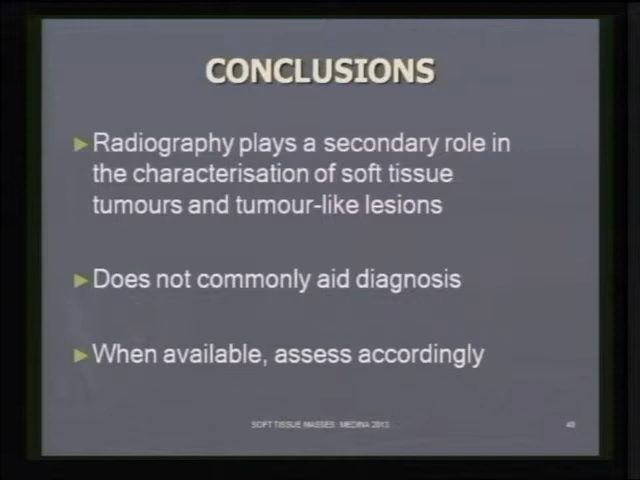 CONCLUSIONS
Radiography plays a secondary role in
the characterisation of soft tissue
tumours and tumour-like lesions
Does not commonly aid diagnosis
When available, assess accordingly
SOFT TISSUE MASSES MEDINA 2013